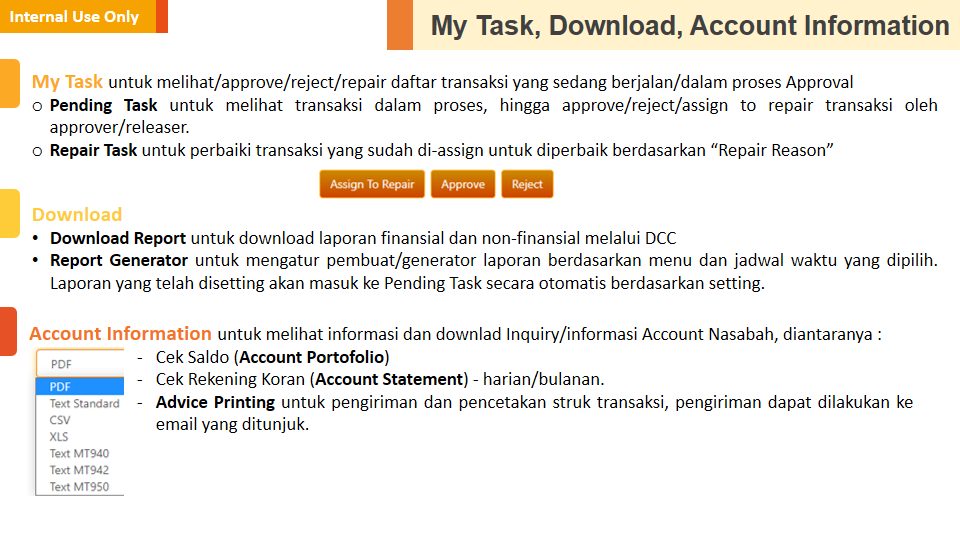 Internal Use Only
My Task, Download, Account Information
My Task untuk melihat/approve/reject/repair daftar transaksi yang sedang berjalan/dalam proses Approval
o Pending Task untuk melihat transaksi dalam proses, hingga approve/reject/assign to repair transaksi oleh
approver/releaser.
o Repair Task untuk perbaiki transaksi yang sudah di-assign untuk diperbaik berdasarkan “Repair Reason”
Assign To Repair Approve Reject
Download
• Download Report untuk download laporan finansial dan non-finansial melalui DCC
• Report Generator untuk mengatur pembuat/generator laporan berdasarkan menu dan jadwal waktu yang dipilih.
Laporan yang telah disetting akan masuk ke Pending Task secara otomatis berdasarkan setting.
Account Information untuk melihat informasi dan downlad Inquiry/informasi Account Nasabah, diantaranya :
- Cek Saldo (Account Portofolio)
- Cek Rekening Koran (Account Statement) - harian/bulanan.
- Advice Printing untuk pengiriman dan pencetakan struk transaksi, pengiriman dapat dilakukan ke
email yang ditunjuk.
PDF
PDF
Text Standard
CSV
XLS
Text MT940
Text MT942
Text MT950